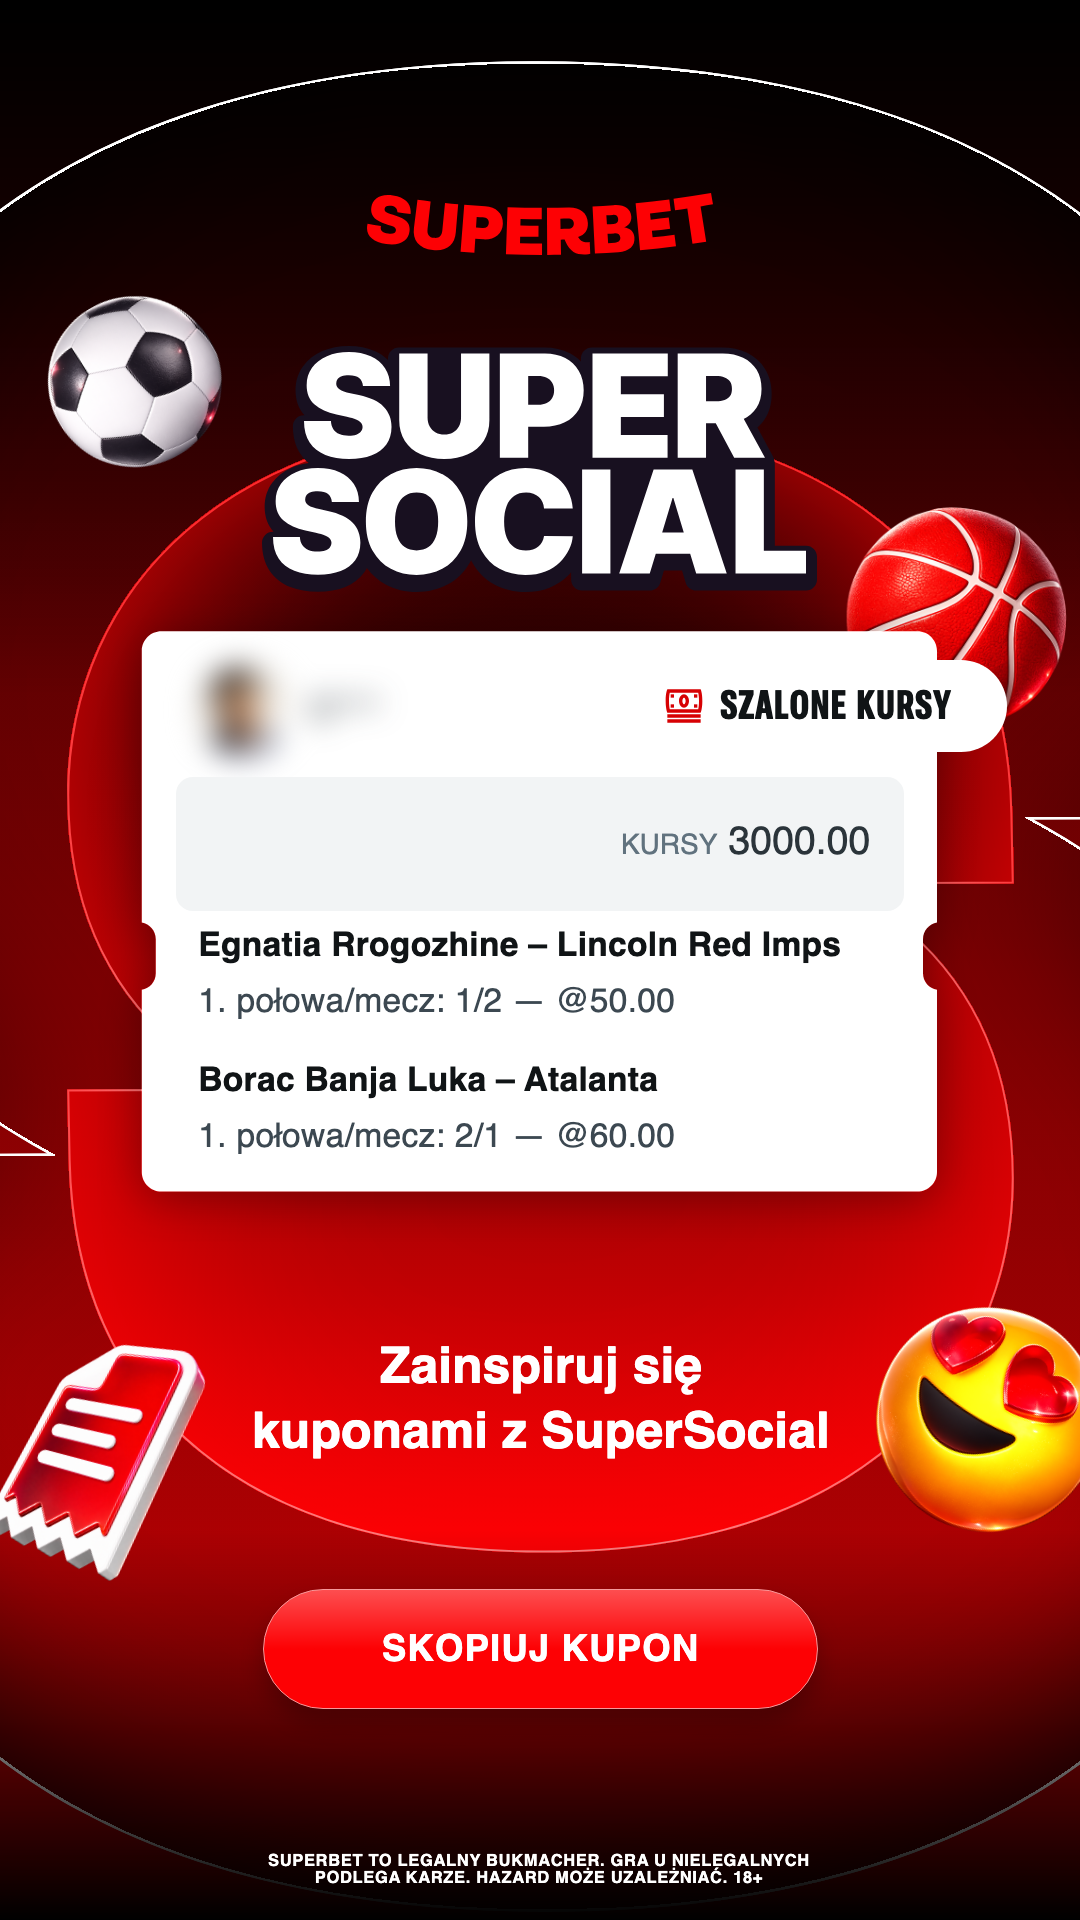 SUPERBET
SUPER
SOCIAL
SZALONE KURSY
KURSY 3000.00
Egnatia Rrogozhine – Lincoln Red Imps
1. połowa/mecz: 1/2 — @50.00
Borac Banja Luka – Atalanta
1. połowa/mecz: 2/1 — @60.00
Zainspiruj się
kuponami z SuperSocial
SKOPIUJ KUPON
SUPERBET TO LEGALNY BUKMACHER. GRA U NIELEGALNYCH
PODLEGA KARZE. HAZARD MOŻE UZALEŻNIAĆ. 18+